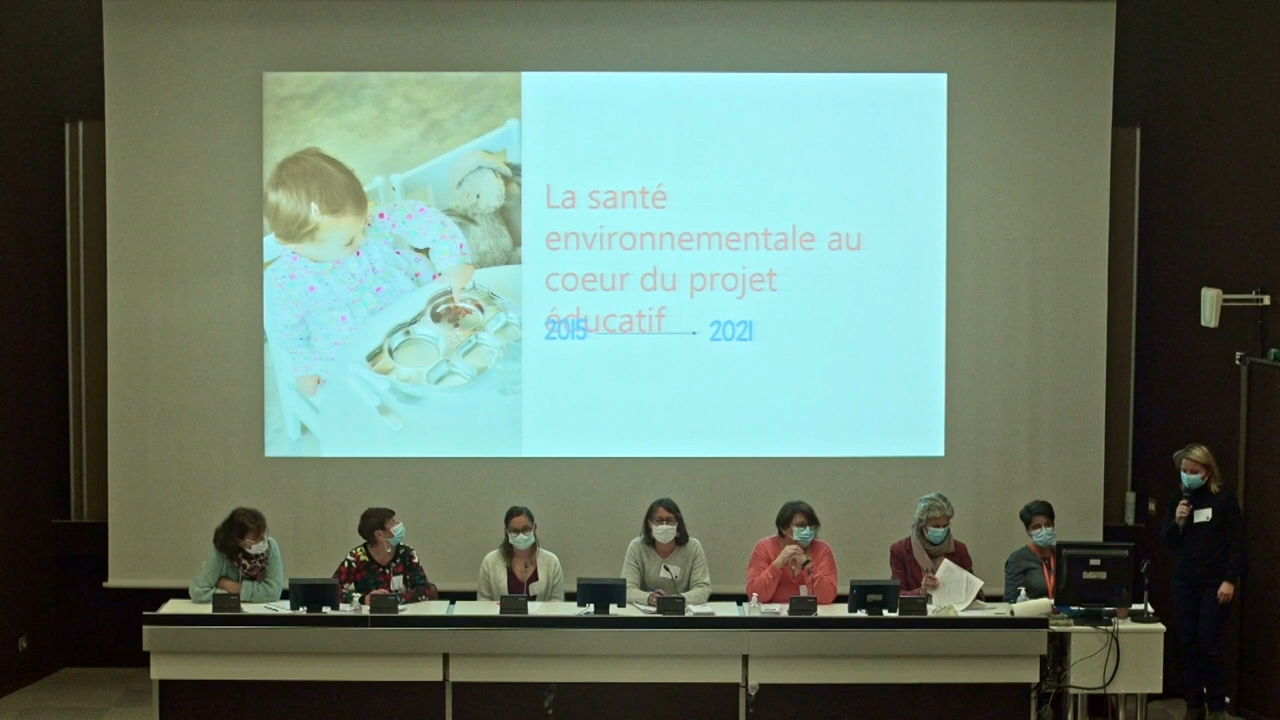 La santé
environnementale au
coeur du projet
éducatif
2015 2021